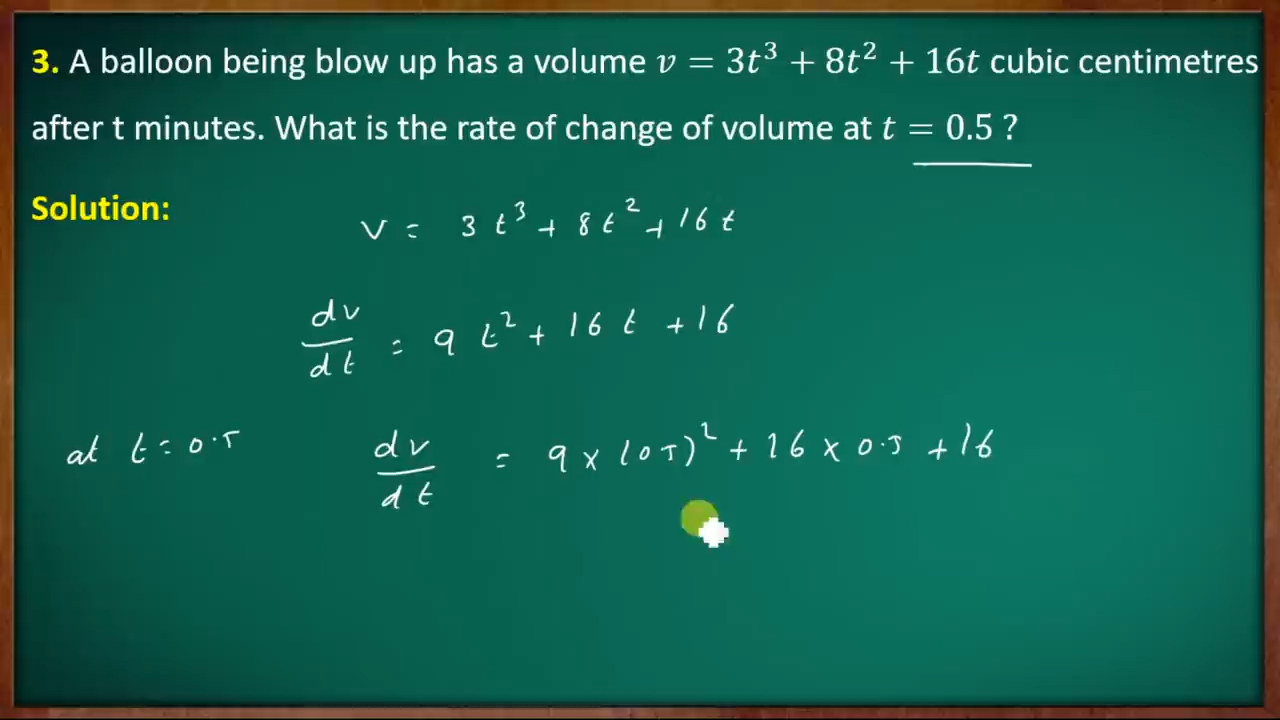 3. A balloon being blow up has a volume v = 3t³ + 8t² + 16t cubic centimetres
after t minutes. What is the rate of change of volume at t = 0.5 ?
Solution:
v = 3t³ + 8t² + 16t
dv/dt = 9t² + 16t + 16
at t = 0.5 dv/dt = 9 × (0.5)² + 16 × 0.5 + 16